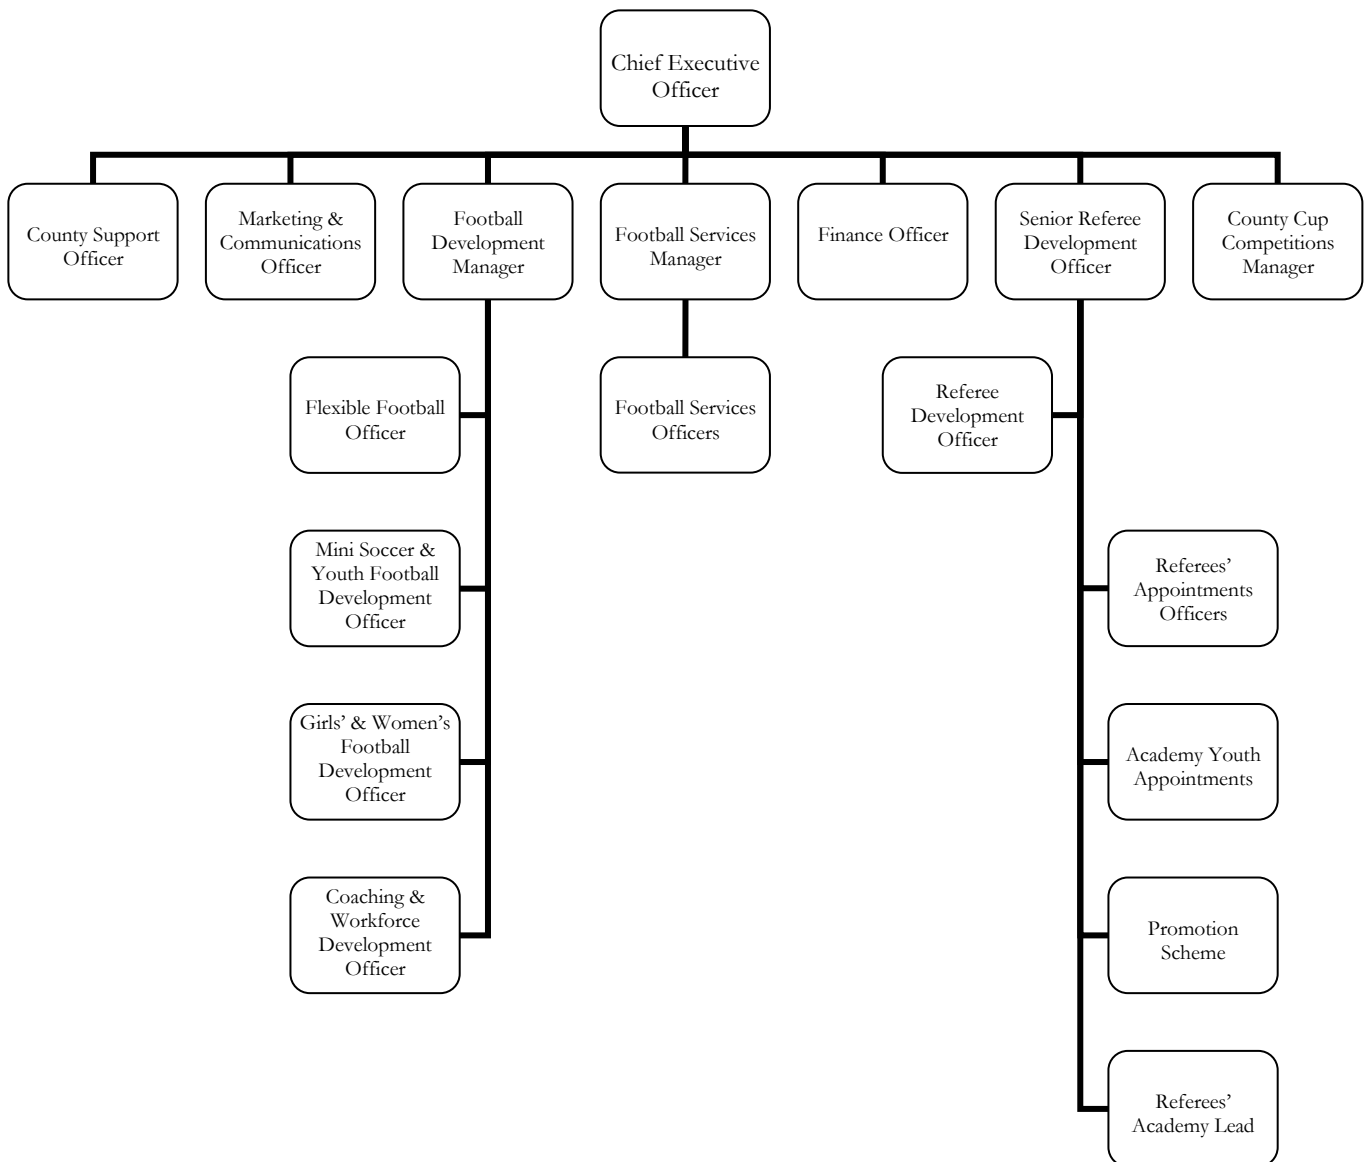 Chief Executive
Officer
County Support
Officer
Marketing &
Communications
Officer
Football
Development
Manager
Football Services
Manager
Finance Officer
Senior Referee
Development
Officer
County Cup
Competitions
Manager
Flexible Football
Officer
Football Services
Officers
Referee
Development
Officer
Mini Soccer &
Youth Football
Development
Officer
Referees’
Appointments
Officers
Girls’ & Women’s
Football
Development
Officer
Academy Youth
Appointments
Coaching &
Workforce
Development
Officer
Promotion
Scheme
Referees’
Academy Lead